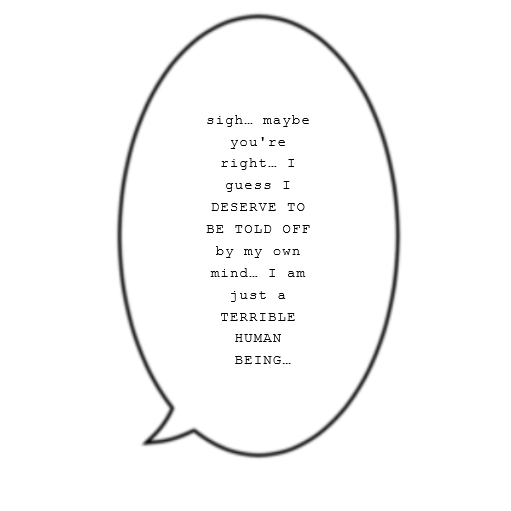 sigh… maybe
you're
right… I
guess I
DESERVE TO
BE TOLD OFF
by my own
mind… I am
just a
TERRIBLE
HUMAN
BEING…